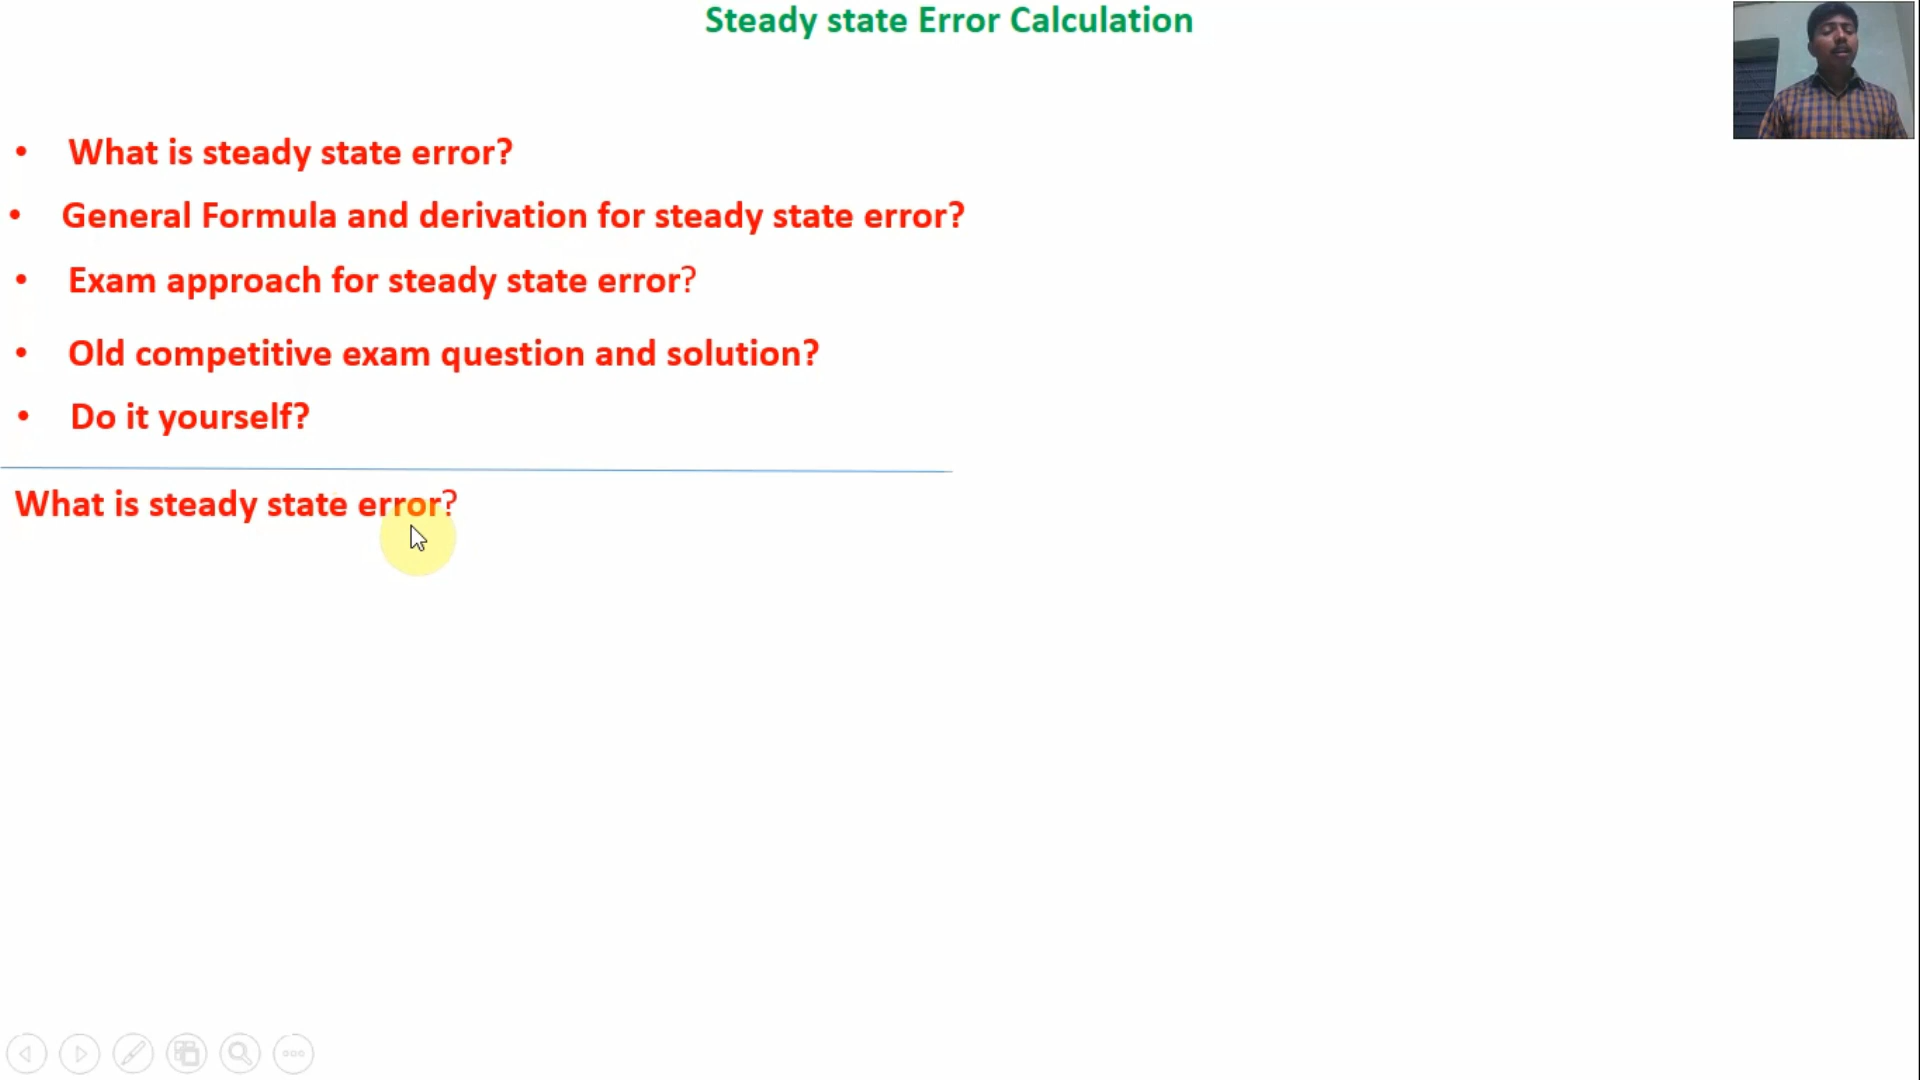 Steady state Error Calculation
• What is steady state error?
• General Formula and derivation for steady state error?
• Exam approach for steady state error?
• Old competitive exam question and solution?
• Do it yourself?
What is steady state error?